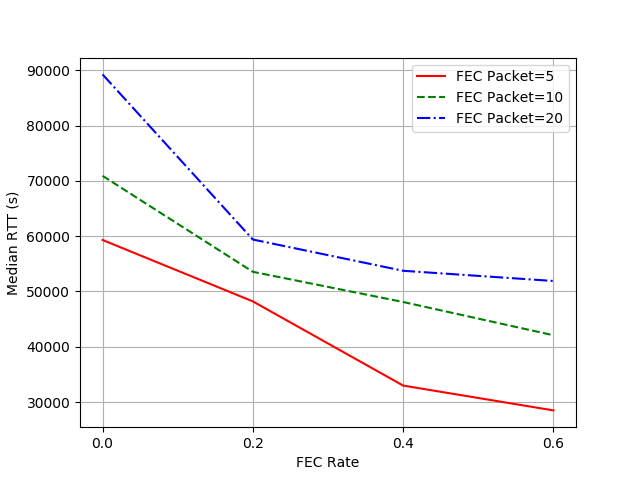 FEC Packet=5
FEC Packet=10
FEC Packet=20
Median RTT (s)
90000
80000
70000
60000
50000
40000
30000
0.0
0.2
0.4
0.6
FEC Rate